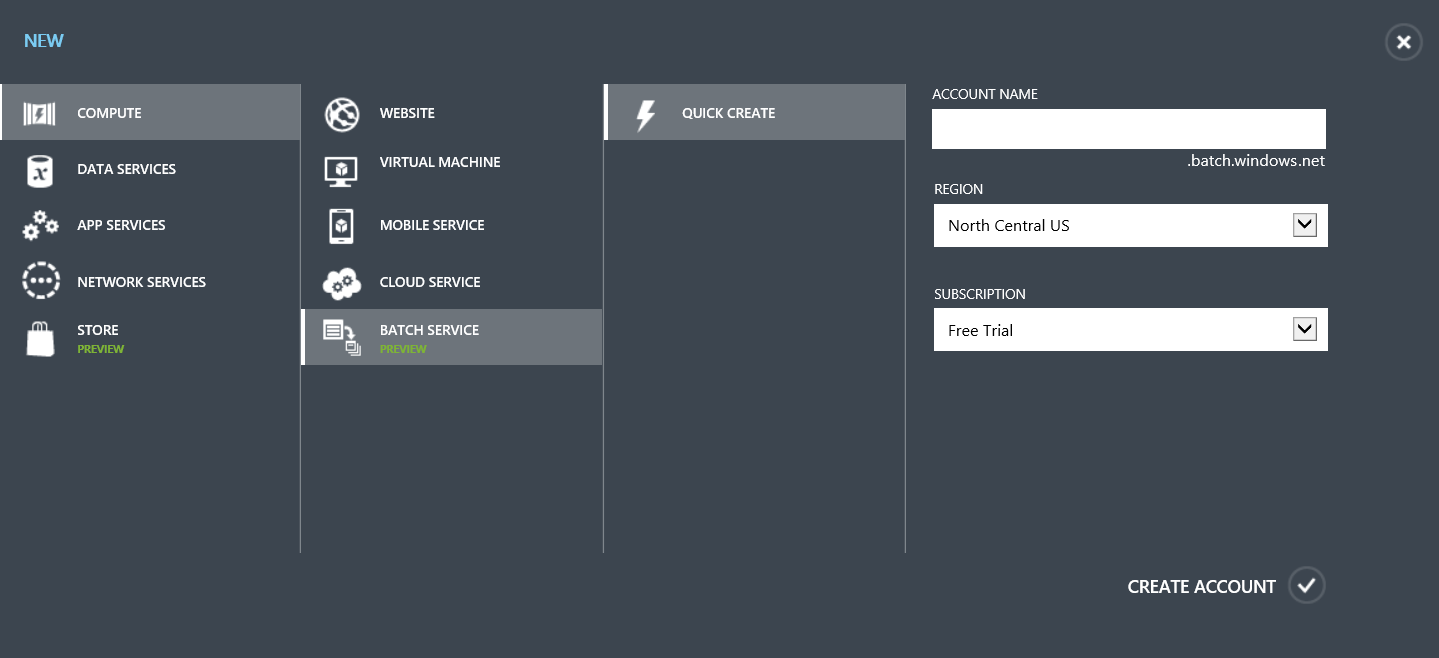 NEW
COMPUTE
DATA SERVICES
APP SERVICES
NETWORK SERVICES
STORE
PREVIEW
WEBSITE
VIRTUAL MACHINE
MOBILE SERVICE
CLOUD SERVICE
BATCH SERVICE
PREVIEW
QUICK CREATE
ACCOUNT NAME
.batch.windows.net
REGION
North Central US
SUBSCRIPTION
Free Trial
CREATE ACCOUNT